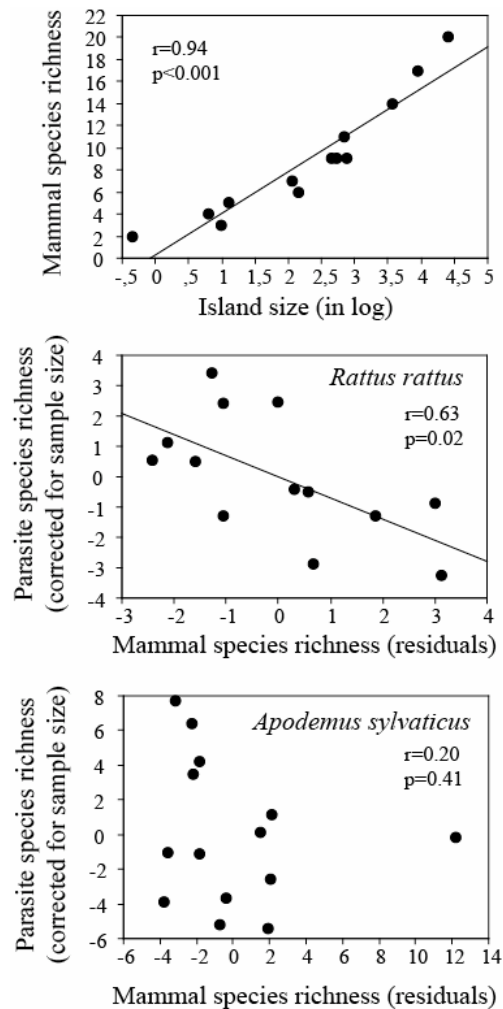 22
20
18
16
14
12
10
8
6
4
2
0
Mammal species richness
r=0.94
p<0.001
-,5 0 ,5 1 1,5 2 2,5 3 3,5 4 4,5 5
Island size (in log)
4
3
2
1
0
-1
-2
-3
-4
Parasite species richness
(corrected for sample size)
Rattus rattus
r=0.63
p=0.02
-3 -2 -1 0 1 2 3 4
Mammal species richness (residuals)
8
6
4
2
0
-2
-4
-6
Parasite species richness
(corrected for sample size)
Apodemus sylvaticus
r=0.20
p=0.41
-6 -4 -2 0 2 4 6 8 10 12 14
Mammal species richness (residuals)